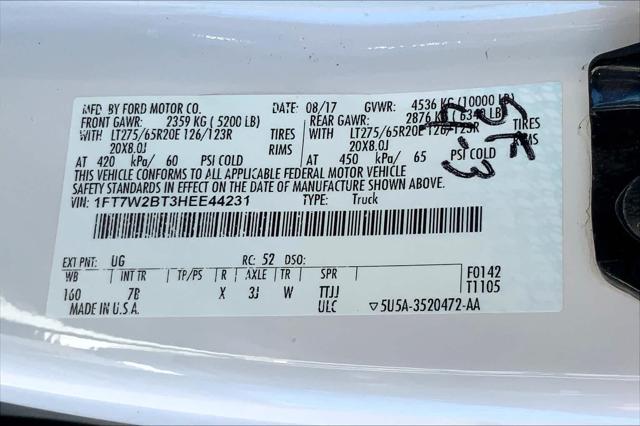 MFD. BY FORD MOTOR CO. DATE: 08/17 GVWR: 4536 KG (10000 LB)
FRONT GAWR: 2359 KG ( 5200 LB) REAR GAWR: 2876 KG ( 6340 LB)
WITH LT275/65R20E 126/123R TIRES WITH LT275/65R20E 126/123R TIRES
20X8.0J RIMS 20X8.0J RIMS
AT 420 kPa/ 60 PSI COLD AT 450 kPa/ 65 PSI COLD
THIS VEHICLE CONFORMS TO ALL APPLICABLE FEDERAL MOTOR VEHICLE
SAFETY STANDARDS IN EFFECT ON THE DATE OF MANUFACTURE SHOWN ABOVE.
VIN: 1FT7W2BT3HEE44231 TYPE: Truck
EXT PNT: UG RC: 52 DSO:
WB INT TR TP/PS R AXLE TR SPR F0142
160 7B X 3J W TTJJ T1105
MADE IN U.S.A. ULC 5U5A-3520472-AA